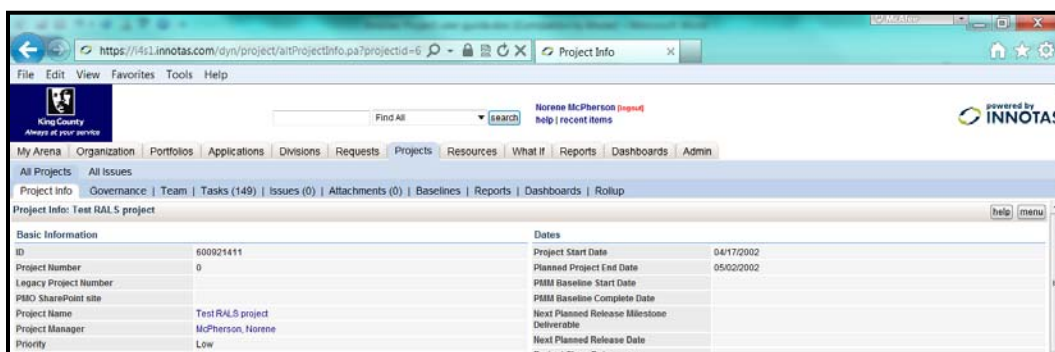 McAfee
https://i4s1.innotas.com/dyn/project/altProjectInfo.pa?projectid=6
Project Info
File Edit View Favorites Tools Help
King County
Always at your service
Find All
search
Norene McPherson [logout]
help | recent items
powered by
INNOTAS
My Arena Organization Portfolios Applications Divisions Requests Projects Resources What If Reports Dashboards Admin
All Projects All Issues
Project Info Governance | Team | Tasks (149) | Issues (0) | Attachments (0) | Baselines | Reports | Dashboards | Rollup
Project Info: Test RALS project
help menu
Basic Information Dates
ID 600921411 Project Start Date 04/17/2002
Project Number 0 Planned Project End Date 05/02/2002
Legacy Project Number PMM Baseline Start Date
PMO SharePoint site PMM Baseline Complete Date
Project Name Test RALS project Next Planned Release Milestone
Deliverable
Project Manager McPherson, Norene
Priority Low Next Planned Release Date